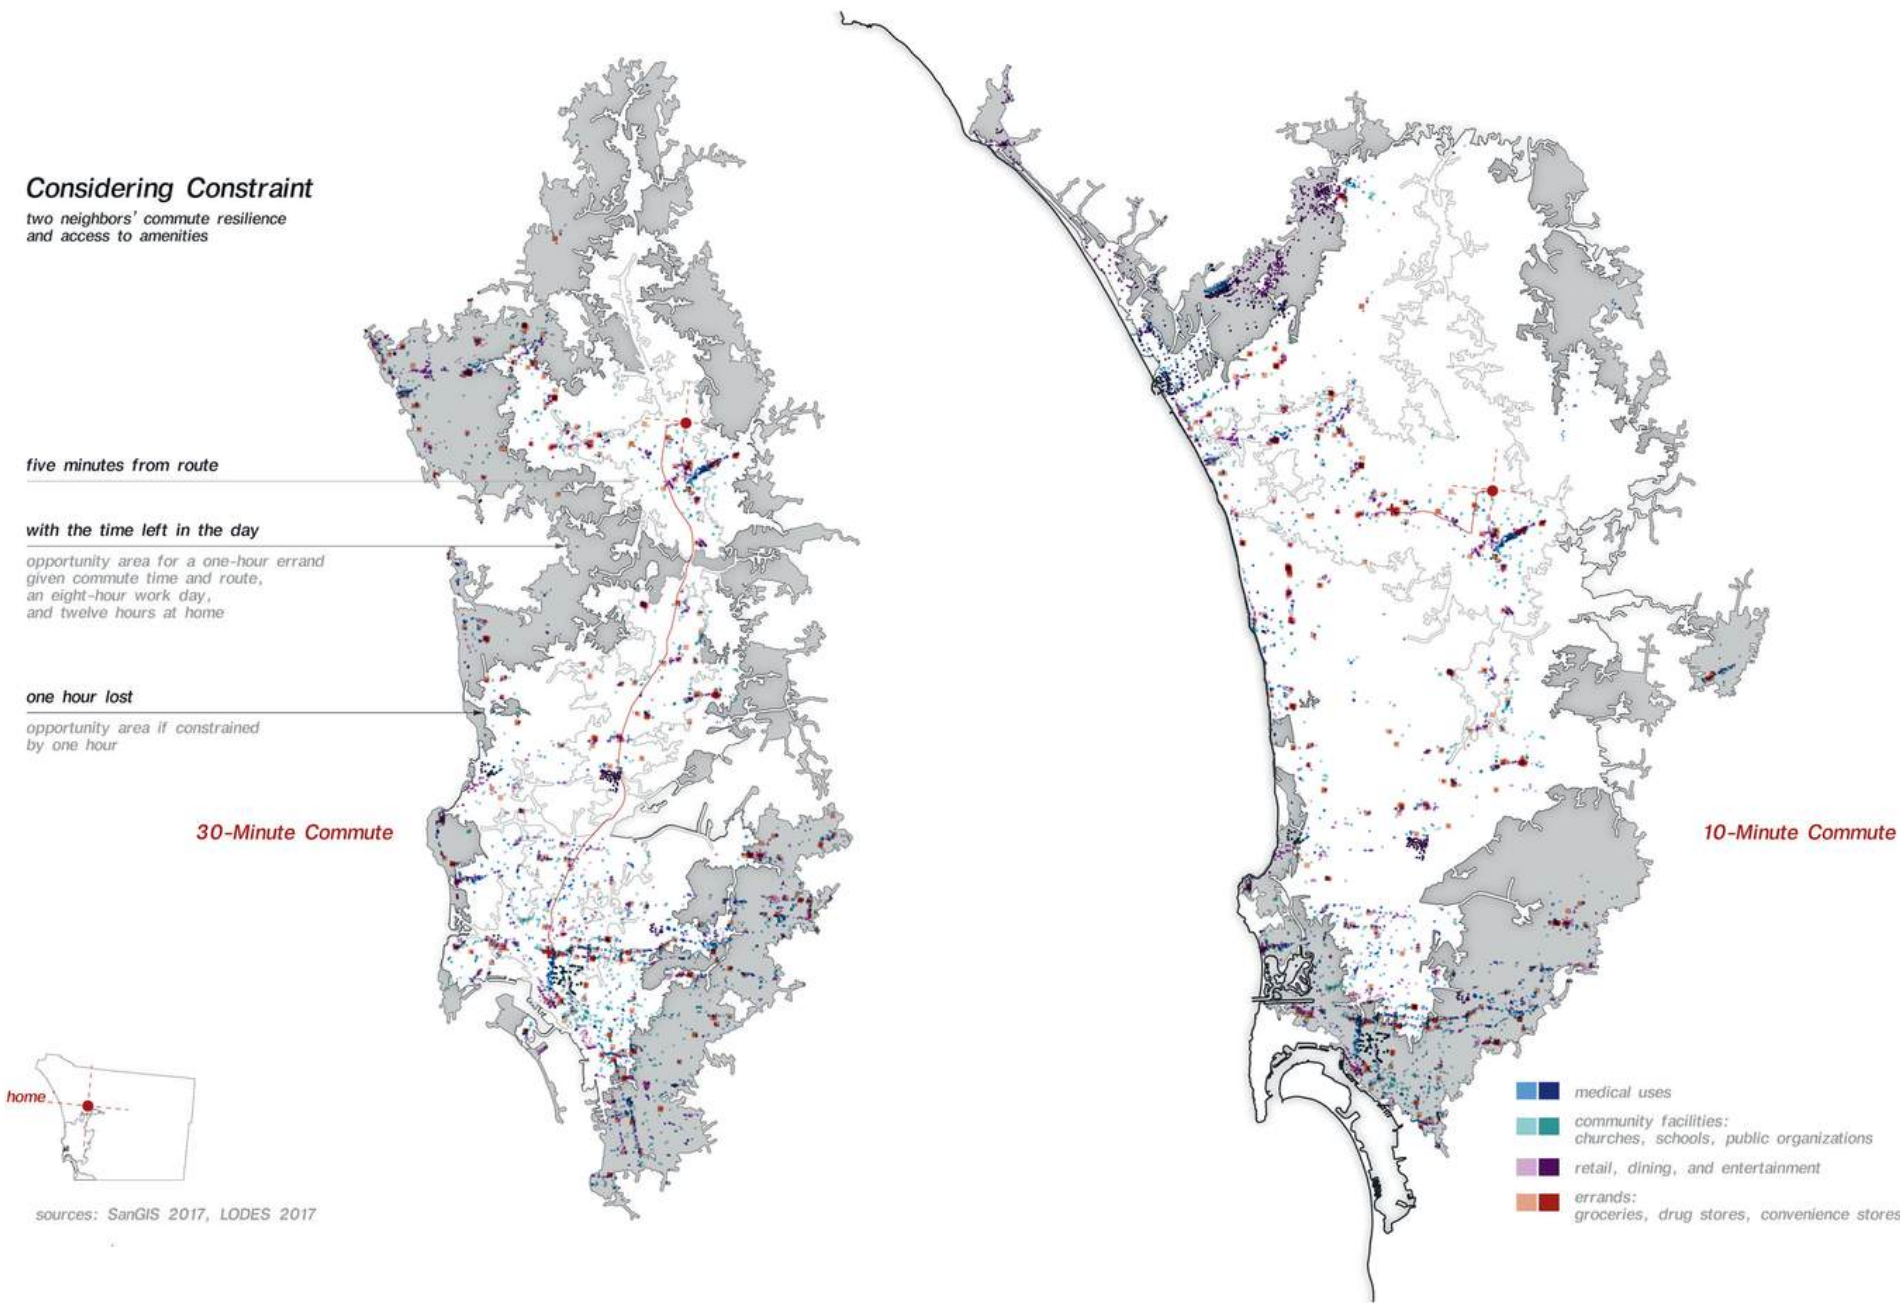 Considering Constraint
two neighbors' commute resilience
and access to amenities
five minutes from route
with the time left in the day
opportunity area for a one-hour errand
given commute time and route,
an eight-hour work day,
and twelve hours at home
one hour lost
opportunity area if constrained
by one hour
30-Minute Commute
10-Minute Commute
home
sources: SanGIS 2017, LODES 2017
medical uses
community facilities:
churches, schools, public organizations
retail, dining, and entertainment
errands:
groceries, drug stores, convenience stores